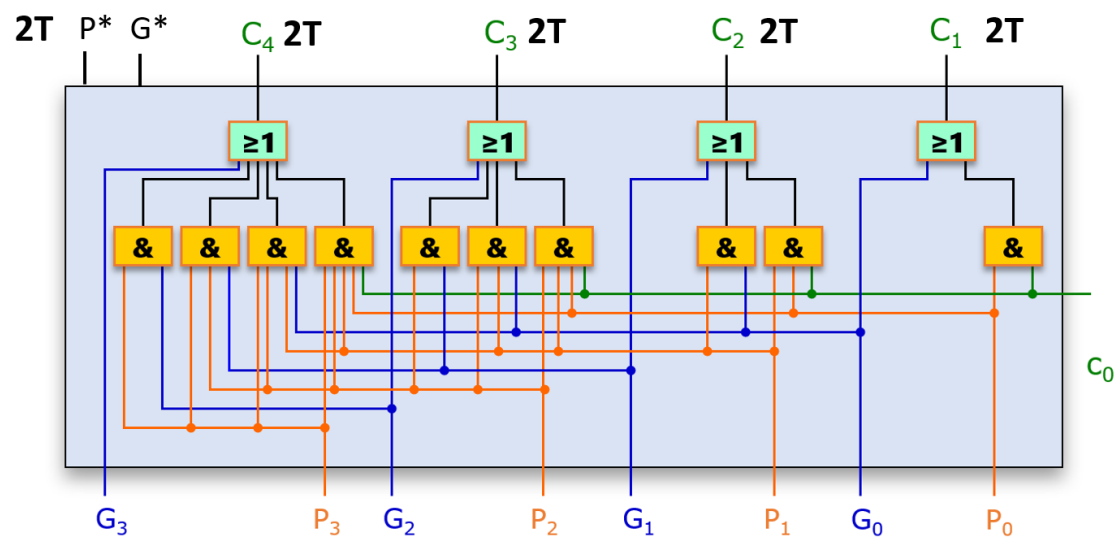 2T P* G* C₄ 2T C₃ 2T C₂ 2T C₁ 2T
≥1 ≥1 ≥1 ≥1
& & & & & & & & & &
c₀
G₃ P₃ G₂ P₂ G₁ P₁ G₀ P₀